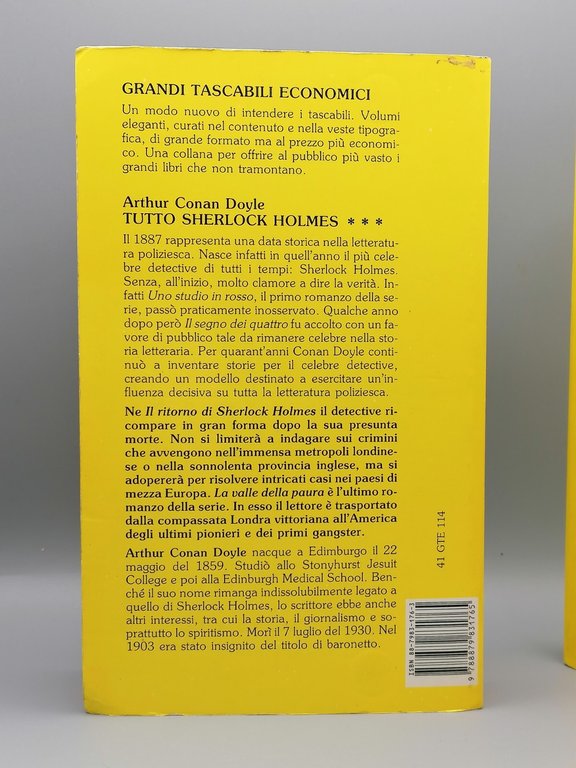 GRANDI TASCABILI ECONOMICI
Un modo nuovo di intendere i tascabili. Volumi
eleganti, curati nel contenuto e nella veste tipogra-
fica, di grande formato ma al prezzo più economi-
co. Una collana per offrire al pubblico più vasto i
grandi libri che non tramontano.
Arthur Conan Doyle
TUTTO SHERLOCK HOLMES ★ ★ ★
Il 1887 rappresenta una data storica nella letteratu-
ra poliziesca. Nasce infatti in quell'anno il più cele-
bre detective di tutti i tempi: Sherlock Holmes.
Senza, all'inizio, molto clamore a dire la verità. In-
fatti Uno studio in rosso, il primo romanzo della se-
rie, passò praticamente inosservato. Qualche anno
dopo però Il segno dei quattro fu accolto con un fa-
vore di pubblico tale da rimanere celebre nella sto-
ria letteraria. Per quarant'anni Conan Doyle conti-
nuò a inventare storie per il celebre detective,
creando un modello destinato a esercitare un'in-
fluenza decisiva su tutta la letteratura poliziesca.
Ne Il ritorno di Sherlock Holmes il detective ri-
compare in gran forma dopo la sua presunta
morte. Non si limiterà a indagare sui crimini
che avvengono nell'immensa metropoli londine-
se o nella sonnolenta provincia inglese, ma si
adopererà per risolvere intricati casi nei paesi di
mezza Europa. La valle della paura è l'ultimo ro-
manzo della serie. In esso il lettore è trasportato
dalla compassata Londra vittoriana all'America
degli ultimi pionieri e dei primi gangster.
Arthur Conan Doyle nacque a Edimburgo il 22
maggio del 1859. Studiò allo Stonyhurst Jesuit
College e poi alla Edinburgh Medical School. Ben-
ché il suo nome rimanga indissolubilmente legato a
quello di Sherlock Holmes, lo scrittore ebbe anche
altri interessi, tra cui la storia, il giornalismo e so-
prattutto lo spiritismo. Morì il 7 luglio del 1930. Nel
1903 era stato insignito del titolo di baronetto.
41 GTE 114
ISBN 88-7983-176-3
9 788879 831765